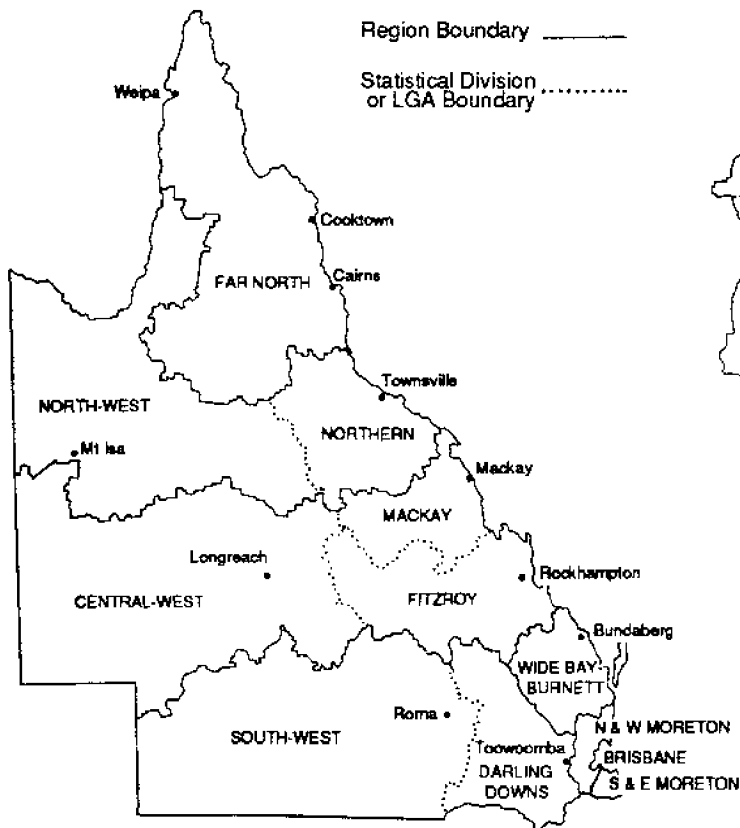 Region Boundary
Statistical Division
or LGA Boundary
Weipa
Cooktown
FAR NORTH
Cairns
Townsville
NORTH-WEST
NORTHERN
Mt Isa
Mackay
MACKAY
Longreach
Rockhampton
CENTRAL-WEST
FITZROY
Bundaberg
WIDE BAY-
BURNETT
Roma
N & W MORETON
SOUTH-WEST
Toowoomba
BRISBANE
DARLING
DOWNS
S & E MORETON